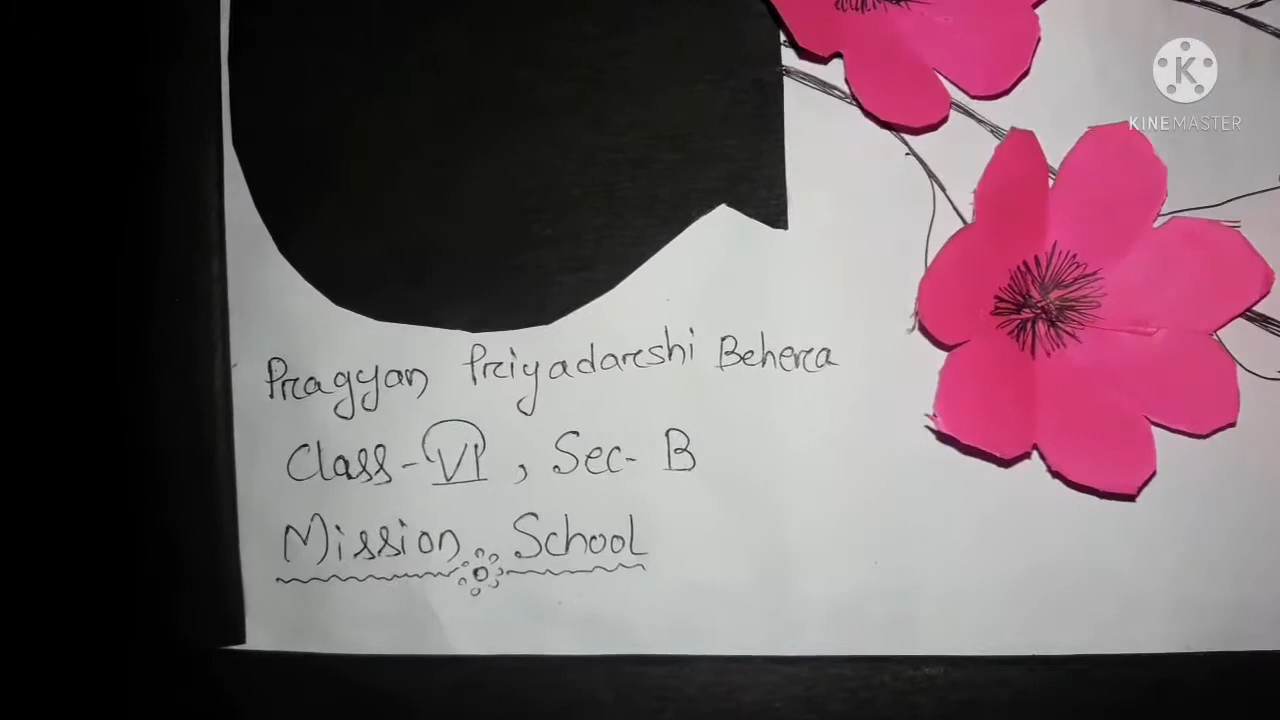 KINEMASTER
Pragyan Priyadarshi Behera
Class-VI, Sec-B
Mission School